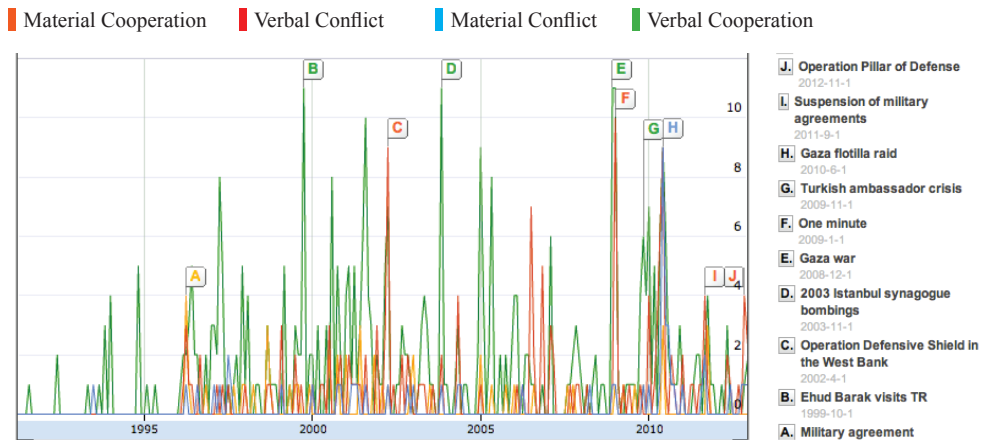 Material Cooperation Verbal Conflict Material Conflict Verbal Cooperation
B D E
F
C G H
A I J
10
8
6
4
2
0
1995 2000 2005 2010
J. Operation Pillar of Defense
2012-11-1
I. Suspension of military
agreements
2011-9-1
H. Gaza flotilla raid
2010-6-1
G. Turkish ambassador crisis
2009-11-1
F. One minute
2009-1-1
E. Gaza war
2008-12-1
D. 2003 Istanbul synagogue
bombings
2003-11-1
C. Operation Defensive Shield in
the West Bank
2002-4-1
B. Ehud Barak visits TR
1999-10-1
A. Military agreement